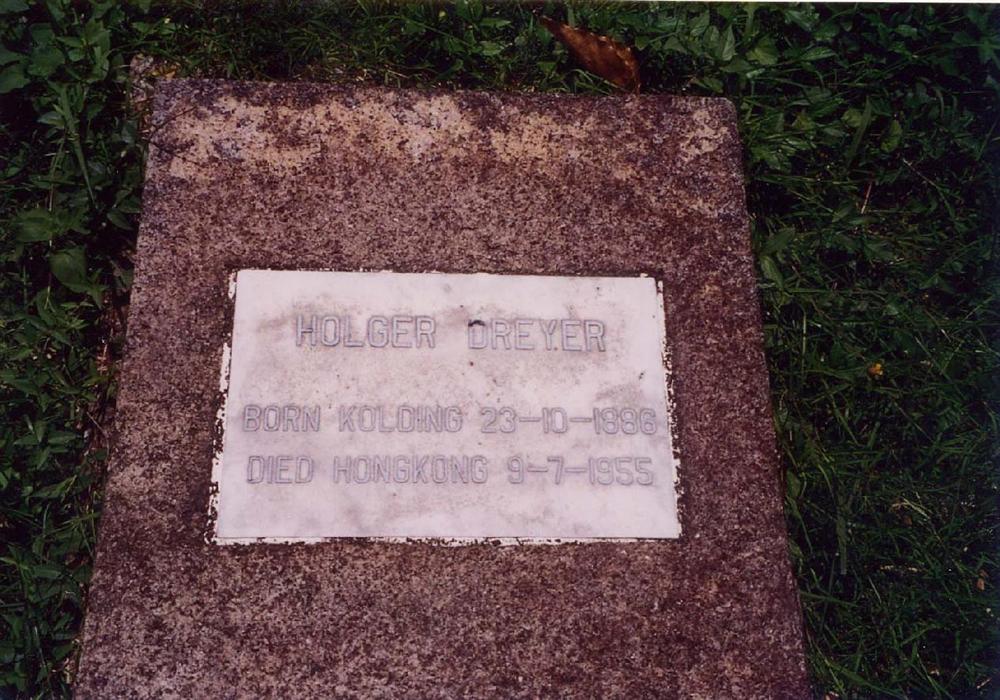 HOLGER DREYER
BORN KOLDING 23-10-1886
DIED HONGKONG 9-7-1955